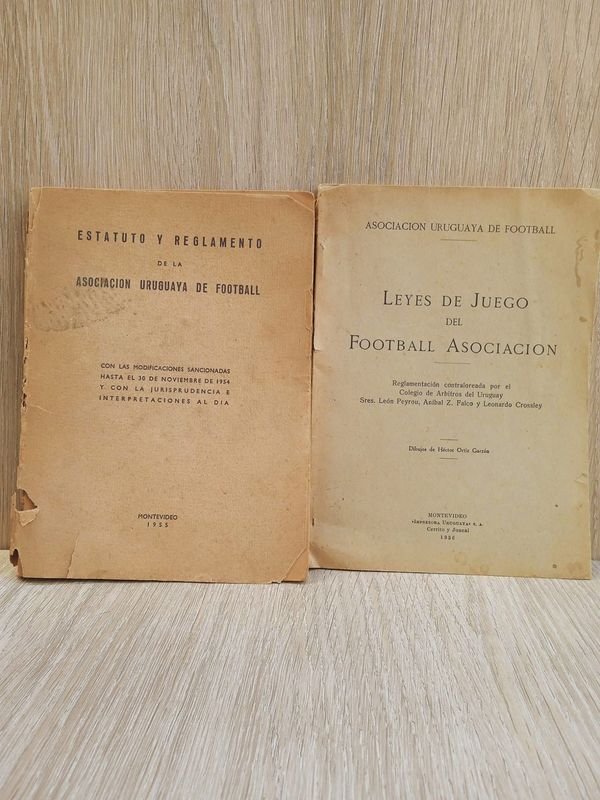 ESTATUTO Y REGLAMENTO
DE LA
ASOCIACION URUGUAYA DE FOOTBALL
CON LAS MODIFICACIONES SANCIONADAS
HASTA EL 30 DE NOVIEMBRE DE 1954
Y CON LA JURISPRUDENCIA E
INTERPRETACIONES AL DIA
MONTEVIDEO
1955
ASOCIACION URUGUAYA DE FOOTBALL
LEYES DE JUEGO
DEL
FOOTBALL ASOCIACION
Reglamentación contraloreada por el
Colegio de Arbitros del Uruguay
Sres. León Peyrou, Aníbal Z. Falco y Leonardo Crossley
Dibujos de Héctor Ortiz Garzón
MONTEVIDEO
«IMPRESORA URUGUAYA» S. A.
Cerrito y Juncal
1936